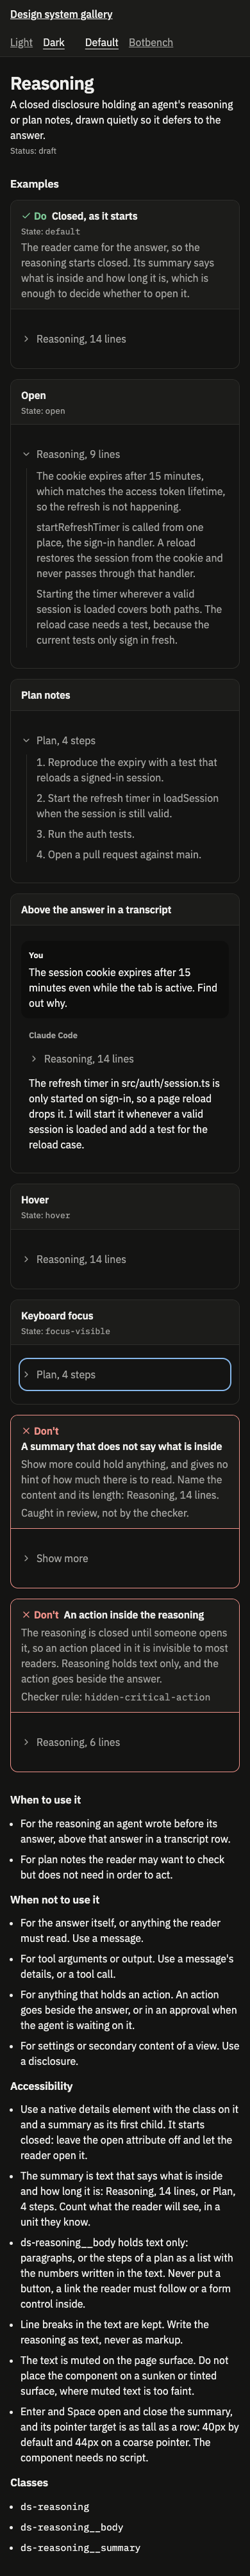 Design system gallery
Light Dark Default Botbench
Reasoning
A closed disclosure holding an agent's reasoning
or plan notes, drawn quietly so it defers to the
answer.
Status: draft
Examples
Do Closed, as it starts
State: default
The reader came for the answer, so the
reasoning starts closed. Its summary says
what is inside and how long it is, which is
enough to decide whether to open it.
Reasoning, 14 lines
Open
State: open
Reasoning, 9 lines
The cookie expires after 15 minutes,
which matches the access token lifetime,
so the refresh is not happening.
startRefreshTimer is called from one
place, the sign-in handler. A reload
restores the session from the cookie and
never passes through that handler.
Starting the timer wherever a valid
session is loaded covers both paths. The
reload case needs a test, because the
current tests only sign in fresh.
Plan notes
Plan, 4 steps
1. Reproduce the expiry with a test that
reloads a signed-in session.
2. Start the refresh timer in loadSession
when the session is still valid.
3. Run the auth tests.
4. Open a pull request against main.
Above the answer in a transcript
You
The session cookie expires after 15
minutes even while the tab is active. Find
out why.
Claude Code
Reasoning, 14 lines
The refresh timer in src/auth/session.ts is
only started on sign-in, so a page reload
drops it. I will start it whenever a valid
session is loaded and add a test for the
reload case.
Hover
State: hover
Reasoning, 14 lines
Keyboard focus
State: focus-visible
Plan, 4 steps
Don't
A summary that does not say what is inside
Show more could hold anything, and gives no
hint of how much there is to read. Name the
content and its length: Reasoning, 14 lines.
Caught in review, not by the checker.
Show more
Don't An action inside the reasoning
The reasoning is closed until someone opens
it, so an action placed in it is invisible to most
readers. Reasoning holds text only, and the
action goes beside the answer.
Checker rule: hidden-critical-action
Reasoning, 6 lines
When to use it
• For the reasoning an agent wrote before its
answer, above that answer in a transcript row.
• For plan notes the reader may want to check
but does not need in order to act.
When not to use it
• For the answer itself, or anything the reader
must read. Use a message.
• For tool arguments or output. Use a message's
details, or a tool call.
• For anything that holds an action. An action
goes beside the answer, or in an approval when
the agent is waiting on it.
• For settings or secondary content of a view. Use
a disclosure.
Accessibility
• Use a native details element with the class on it
and a summary as its first child. It starts
closed: leave the open attribute off and let the
reader open it.
• The summary is text that says what is inside
and how long it is: Reasoning, 14 lines, or Plan,
4 steps. Count what the reader will see, in a
unit they know.
• ds-reasoning__body holds text only:
paragraphs, or the steps of a plan as a list with
the numbers written in the text. Never put a
button, a link the reader must follow or a form
control inside.
• Line breaks in the text are kept. Write the
reasoning as text, never as markup.
• The text is muted on the page surface. Do not
place the component on a sunken or tinted
surface, where muted text is too faint.
• Enter and Space open and close the summary,
and its pointer target is as tall as a row: 40px by
default and 44px on a coarse pointer. The
component needs no script.
Classes
• ds-reasoning
• ds-reasoning__body
• ds-reasoning__summary